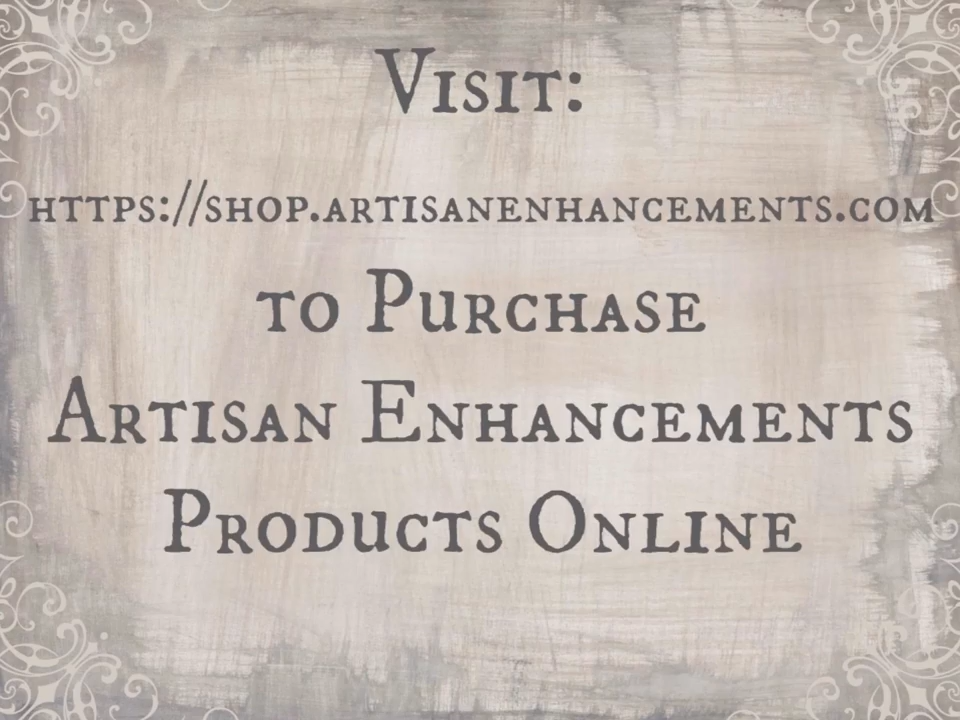 Visit:
https://shop.artisanenhancements.com
to Purchase
Artisan Enhancements
Products Online